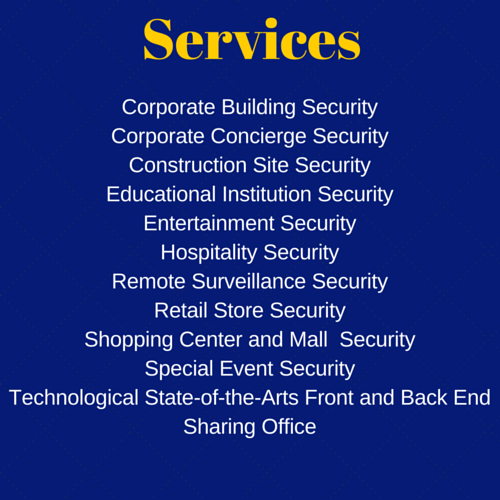 Services
Corporate Building Security
Corporate Concierge Security
Construction Site Security
Educational Institution Security
Entertainment Security
Hospitality Security
Remote Surveillance Security
Retail Store Security
Shopping Center and Mall  Security
Special Event Security
Technological State-of-the-Arts Front and Back End
Sharing Office